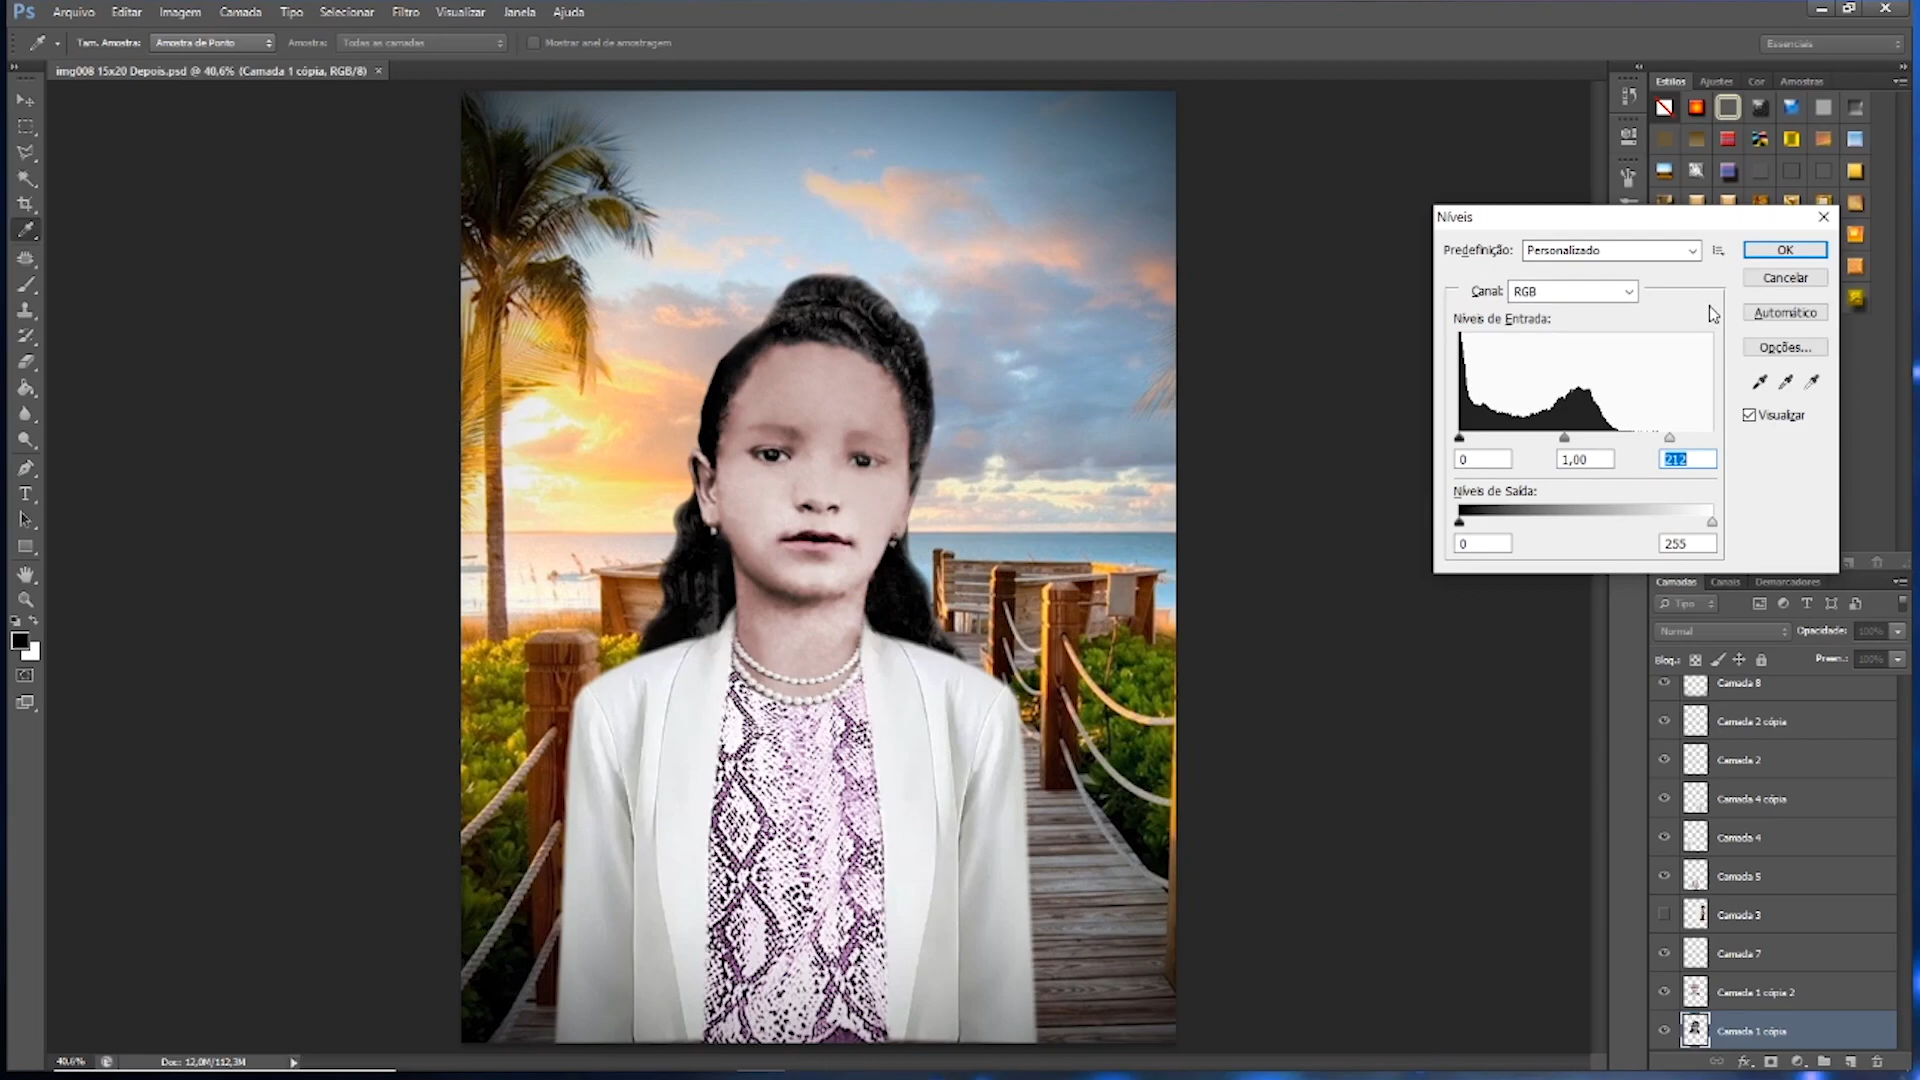 Ps Arquivo Editar Imagem Camada Tipo Selecionar Filtro Visualizar Janela Ajuda
Tam. Amostra: Amostra de Ponto Amostra: Todas as camadas Mostrar anel de amostragem Essenciais
img008 15x20 Depois.psd @ 40,6% (Camada 1 cópia, RGB/8) ×
Estilos Ajustes Cor Amostras
Níveis
Predefinição: Personalizado OK
Cancelar
Canal: RGB
Automático
Níveis de Entrada:
Opções...
Visualizar
0 1,00 212
Níveis de Saída:
0 255
Camadas Canais Demarcadores
Tipo
Normal Opacidade: 100%
Bloq.: Preen.: 100%
Camada 8
Camada 2 cópia
Camada 2
Camada 4 cópia
Camada 4
Camada 5
Camada 3
Camada 7
Camada 1 cópia 2
Camada 1 cópia
40,6% Doc: 12,0M/112,3M